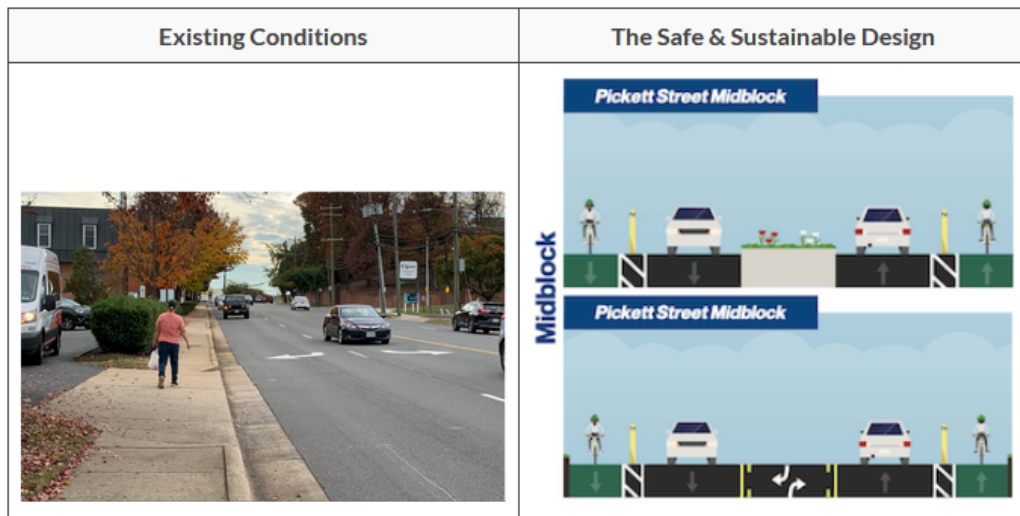 Existing Conditions
The Safe & Sustainable Design
Pickett Street Midblock
Midblock
Pickett Street Midblock